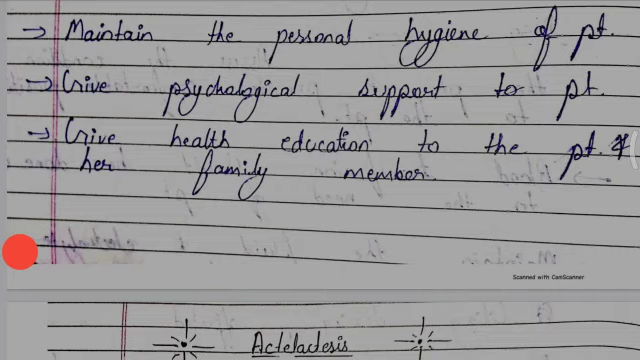 → Maintain the personal hygiene of pt.
→ Give psychological support to pt.
→ Give health education to the pt. &
her family member.
Scanned with CamScanner
Actelactesis